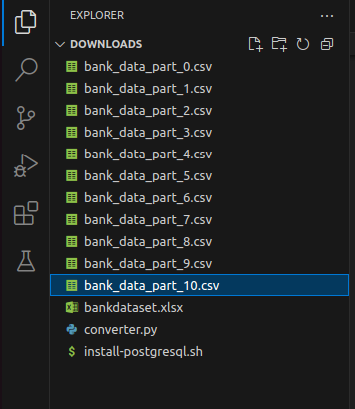 EXPLORER
DOWNLOADS
bank_data_part_0.csv
bank_data_part_1.csv
bank_data_part_2.csv
bank_data_part_3.csv
bank_data_part_4.csv
bank_data_part_5.csv
bank_data_part_6.csv
bank_data_part_7.csv
bank_data_part_8.csv
bank_data_part_9.csv
bank_data_part_10.csv
bankdataset.xlsx
converter.py
$ install-postgresql.sh